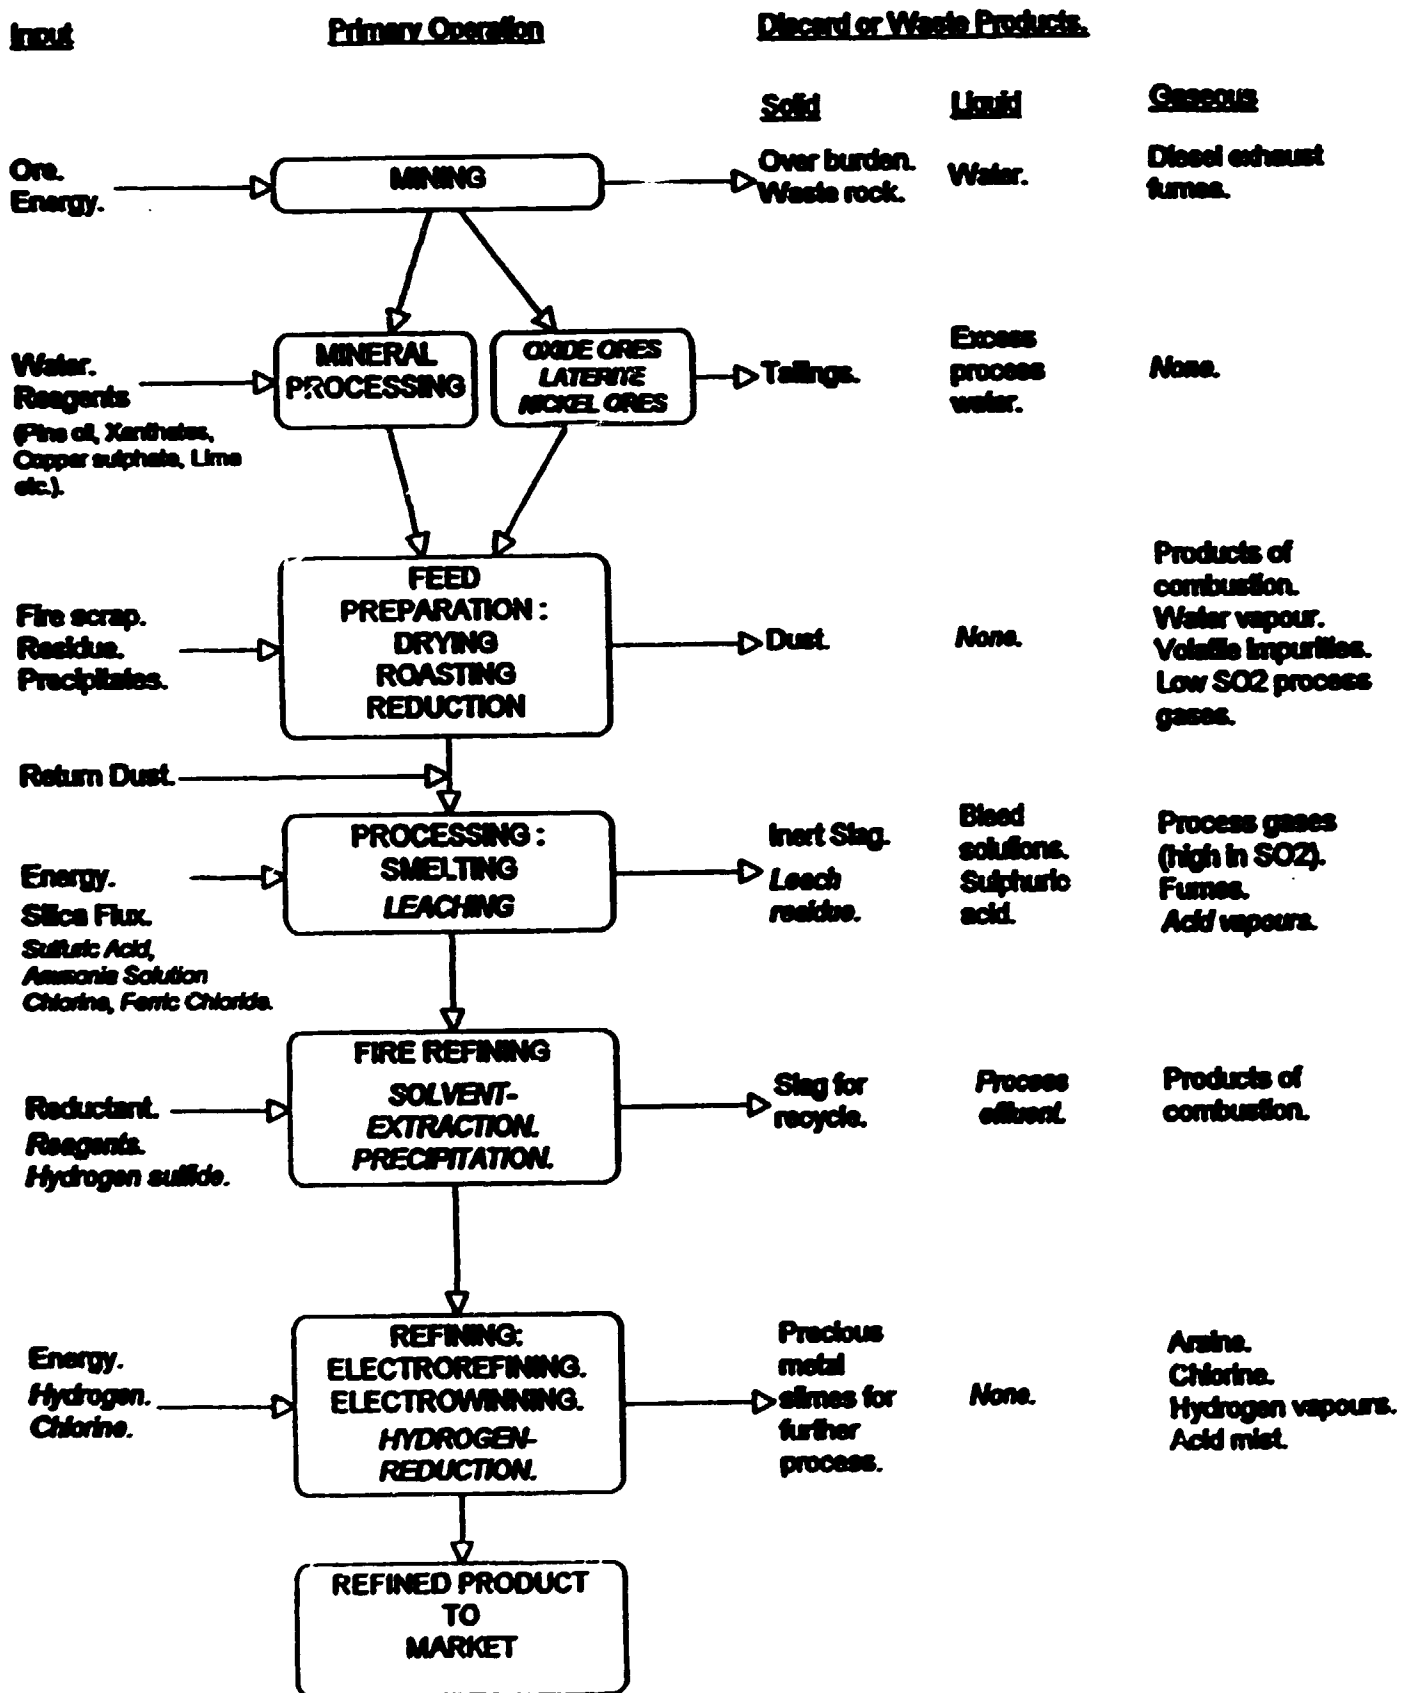 Input
Primary Operation
Discard or Waste Products.
Solid
Liquid
Gaseous
Ore.
Energy.
MINING
Over burden.
Waste rock.
Water.
Diesel exhaust
fumes.
Water.
Reagents
(Pine oil, Xanthates,
Copper sulphate, Lime
etc.).
MINERAL
PROCESSING
OXIDE ORES
LATERITE
NICKEL ORES
Tailings.
Excess
process
water.
None.
Fire scrap.
Residue.
Precipitates.
FEED
PREPARATION :
DRYING
ROASTING
REDUCTION
Dust.
None.
Products of
combustion.
Water vapour.
Volatile impurities.
Low SO2 process
gases.
Return Dust.
Energy.
Silica Flux.
Sulfuric Acid,
Ammonia Solution
Chlorine, Ferric Chloride.
PROCESSING :
SMELTING
LEACHING
Inert Slag.
Leach
residue.
Bleed
solutions.
Sulphuric
acid.
Process gases
(high in SO2).
Fumes.
Acid vapours.
Reductant.
Reagents.
Hydrogen sulfide.
FIRE REFINING
SOLVENT-
EXTRACTION.
PRECIPITATION.
Slag for
recycle.
Process
effluent.
Products of
combustion.
Energy.
Hydrogen.
Chlorine.
REFINING:
ELECTROREFINING.
ELECTROWINNING.
HYDROGEN-
REDUCTION.
Precious
metal
slimes for
further
process.
None.
Arsine.
Chlorine.
Hydrogen vapours.
Acid mist.
REFINED PRODUCT
TO
MARKET